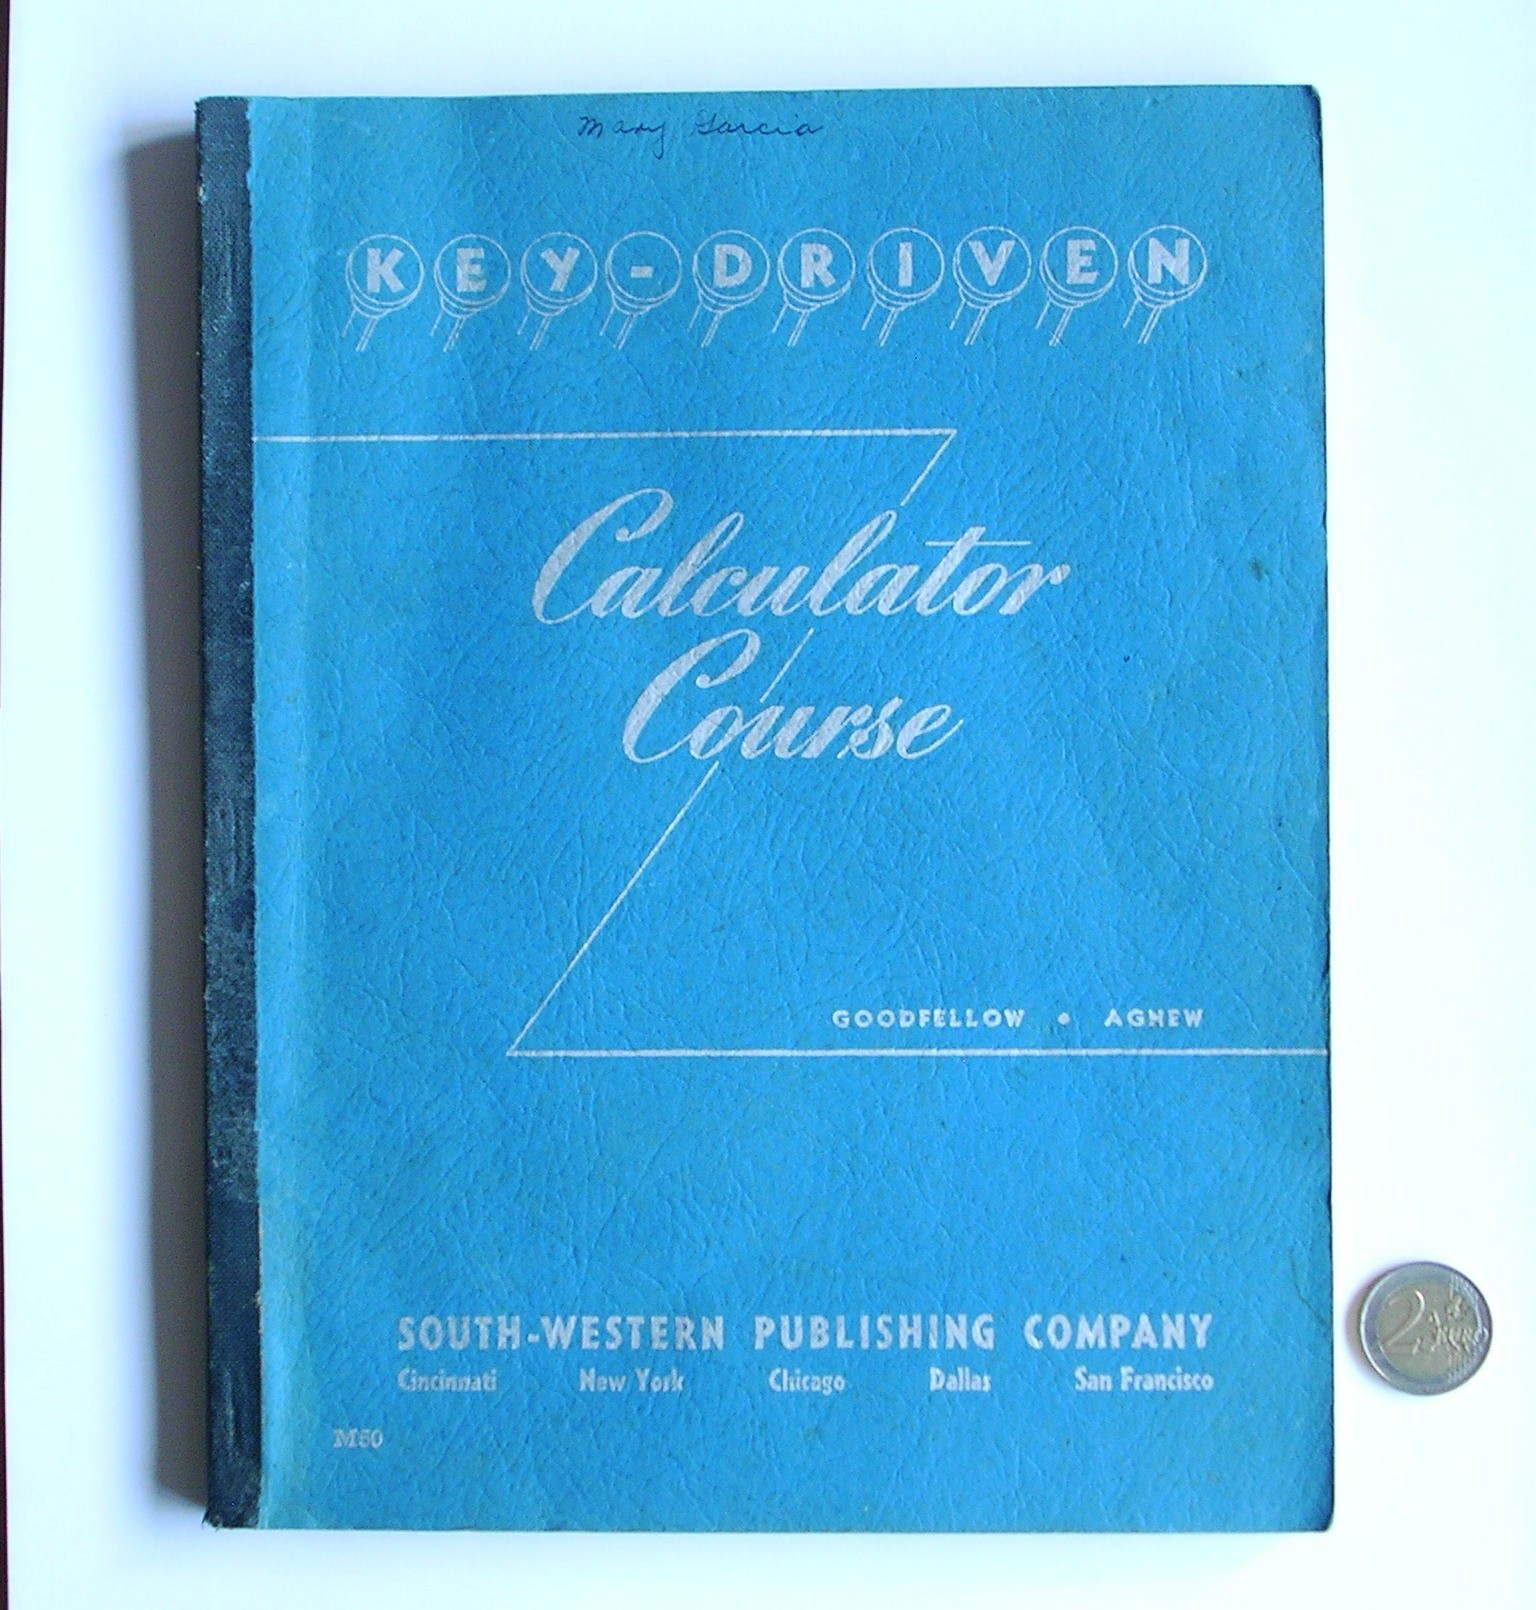 Mary Garcia
KEY-DRIVEN
Calculator
Course
GOODFELLOW • AGNEW
SOUTH-WESTERN PUBLISHING COMPANY
Cincinnati New York Chicago Dallas San Francisco
M50
2 EURO